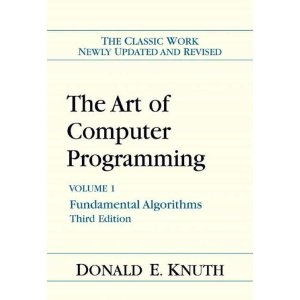 THE CLASSIC WORK
NEWLY UPDATED AND REVISED
The Art of
Computer
Programming
VOLUME 1
Fundamental Algorithms
Third Edition
DONALD E. KNUTH